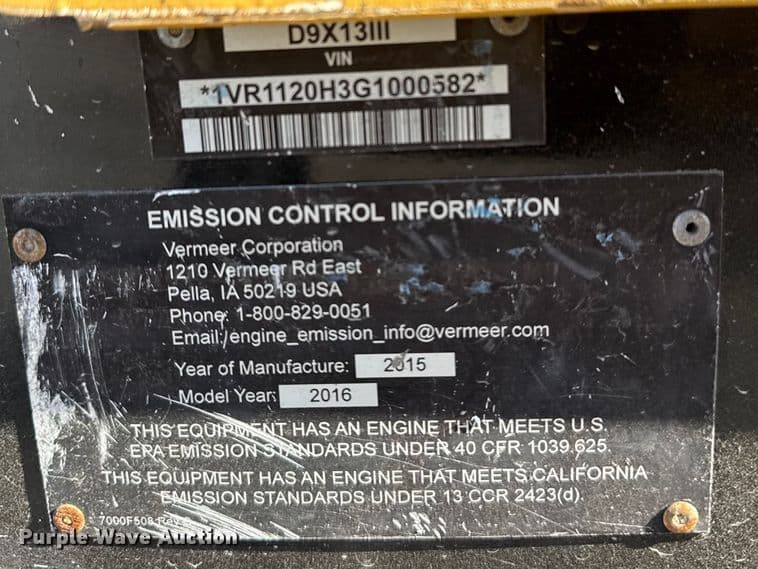 D9X13III
VIN
*1VR1120H3G1000582*
EMISSION CONTROL INFORMATION
Vermeer Corporation
1210 Vermeer Rd East
Pella, IA 50219 USA
Phone: 1-800-829-0051
Email:/engine_emission_info@vermeer.com
Year of Manufacture: 2015
Model Year: 2016
THIS EQUIPMENT HAS AN ENGINE THAT MEETS U.S.
EPA EMISSION STANDARDS UNDER 40 CFR 1039.625.
THIS EQUIPMENT HAS AN ENGINE THAT MEETS CALIFORNIA
EMISSION STANDARDS UNDER 13 CCR 2423(d).
7000F508 Rev
Purple Wave Auction